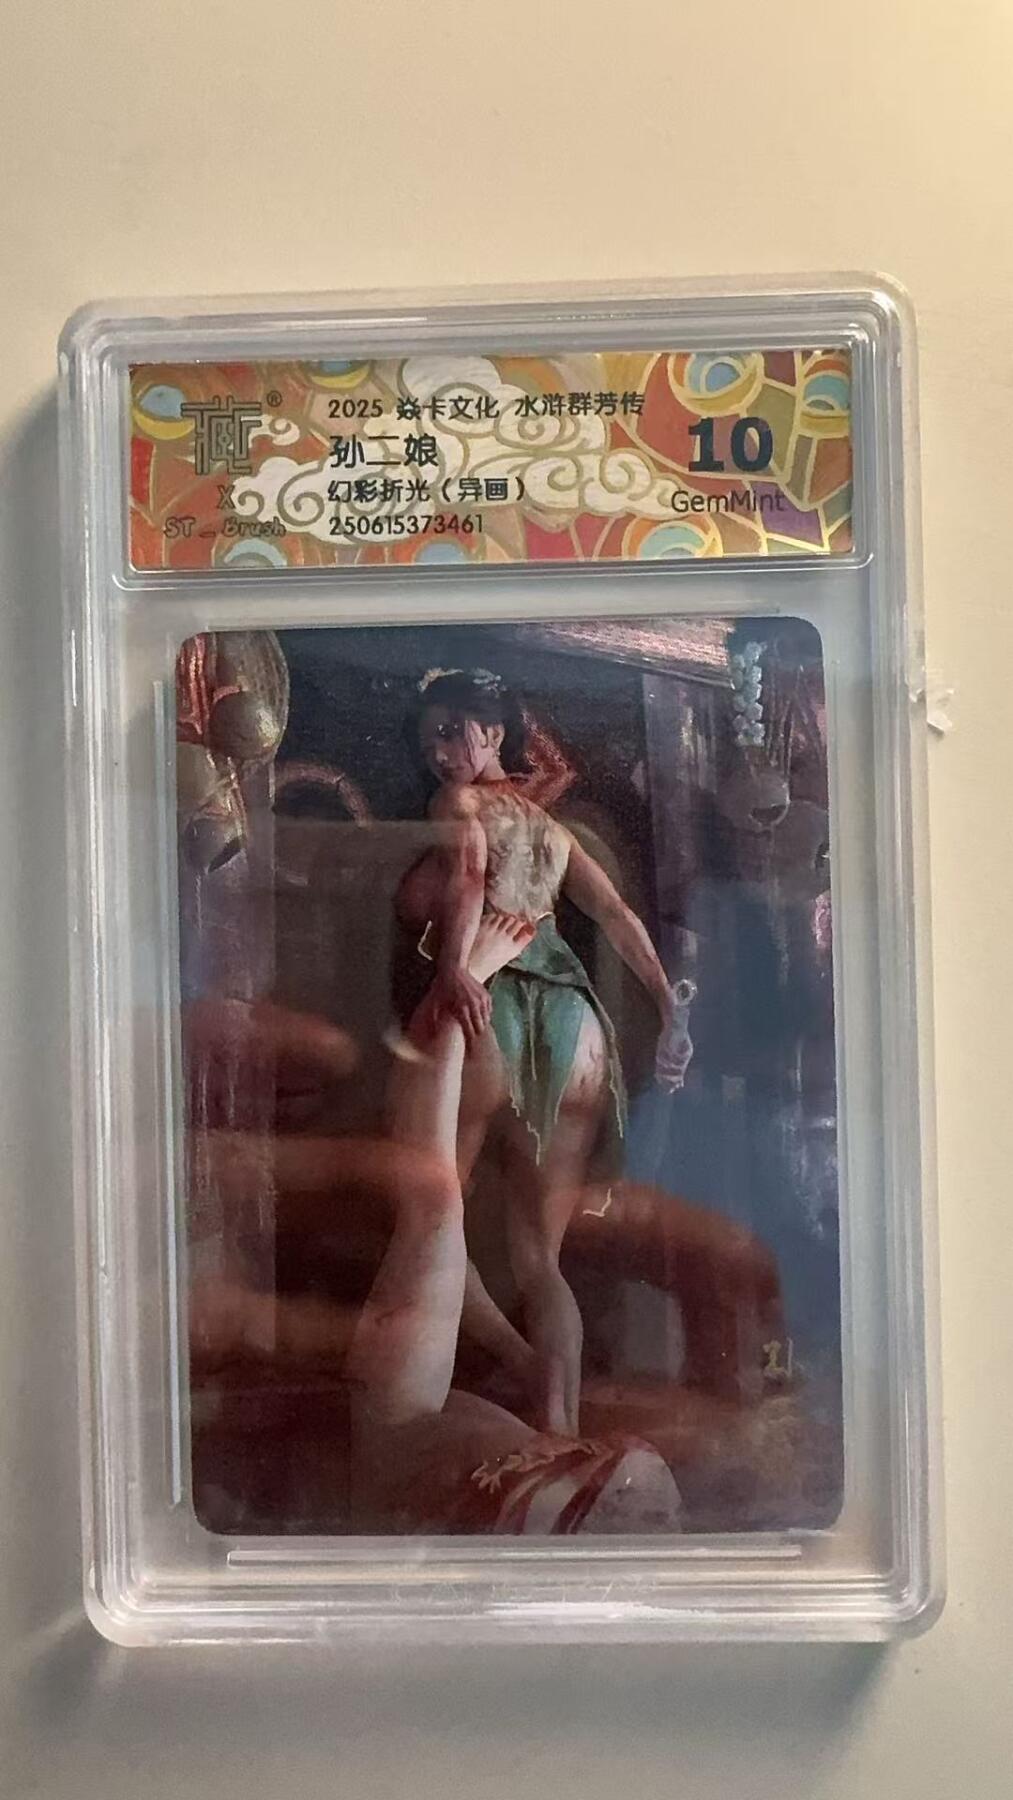 ®
2025 焱卡文化 水浒群芳传
孙二娘
幻彩折光（异画）
250615373461
X
ST_Brush
10
GemMint